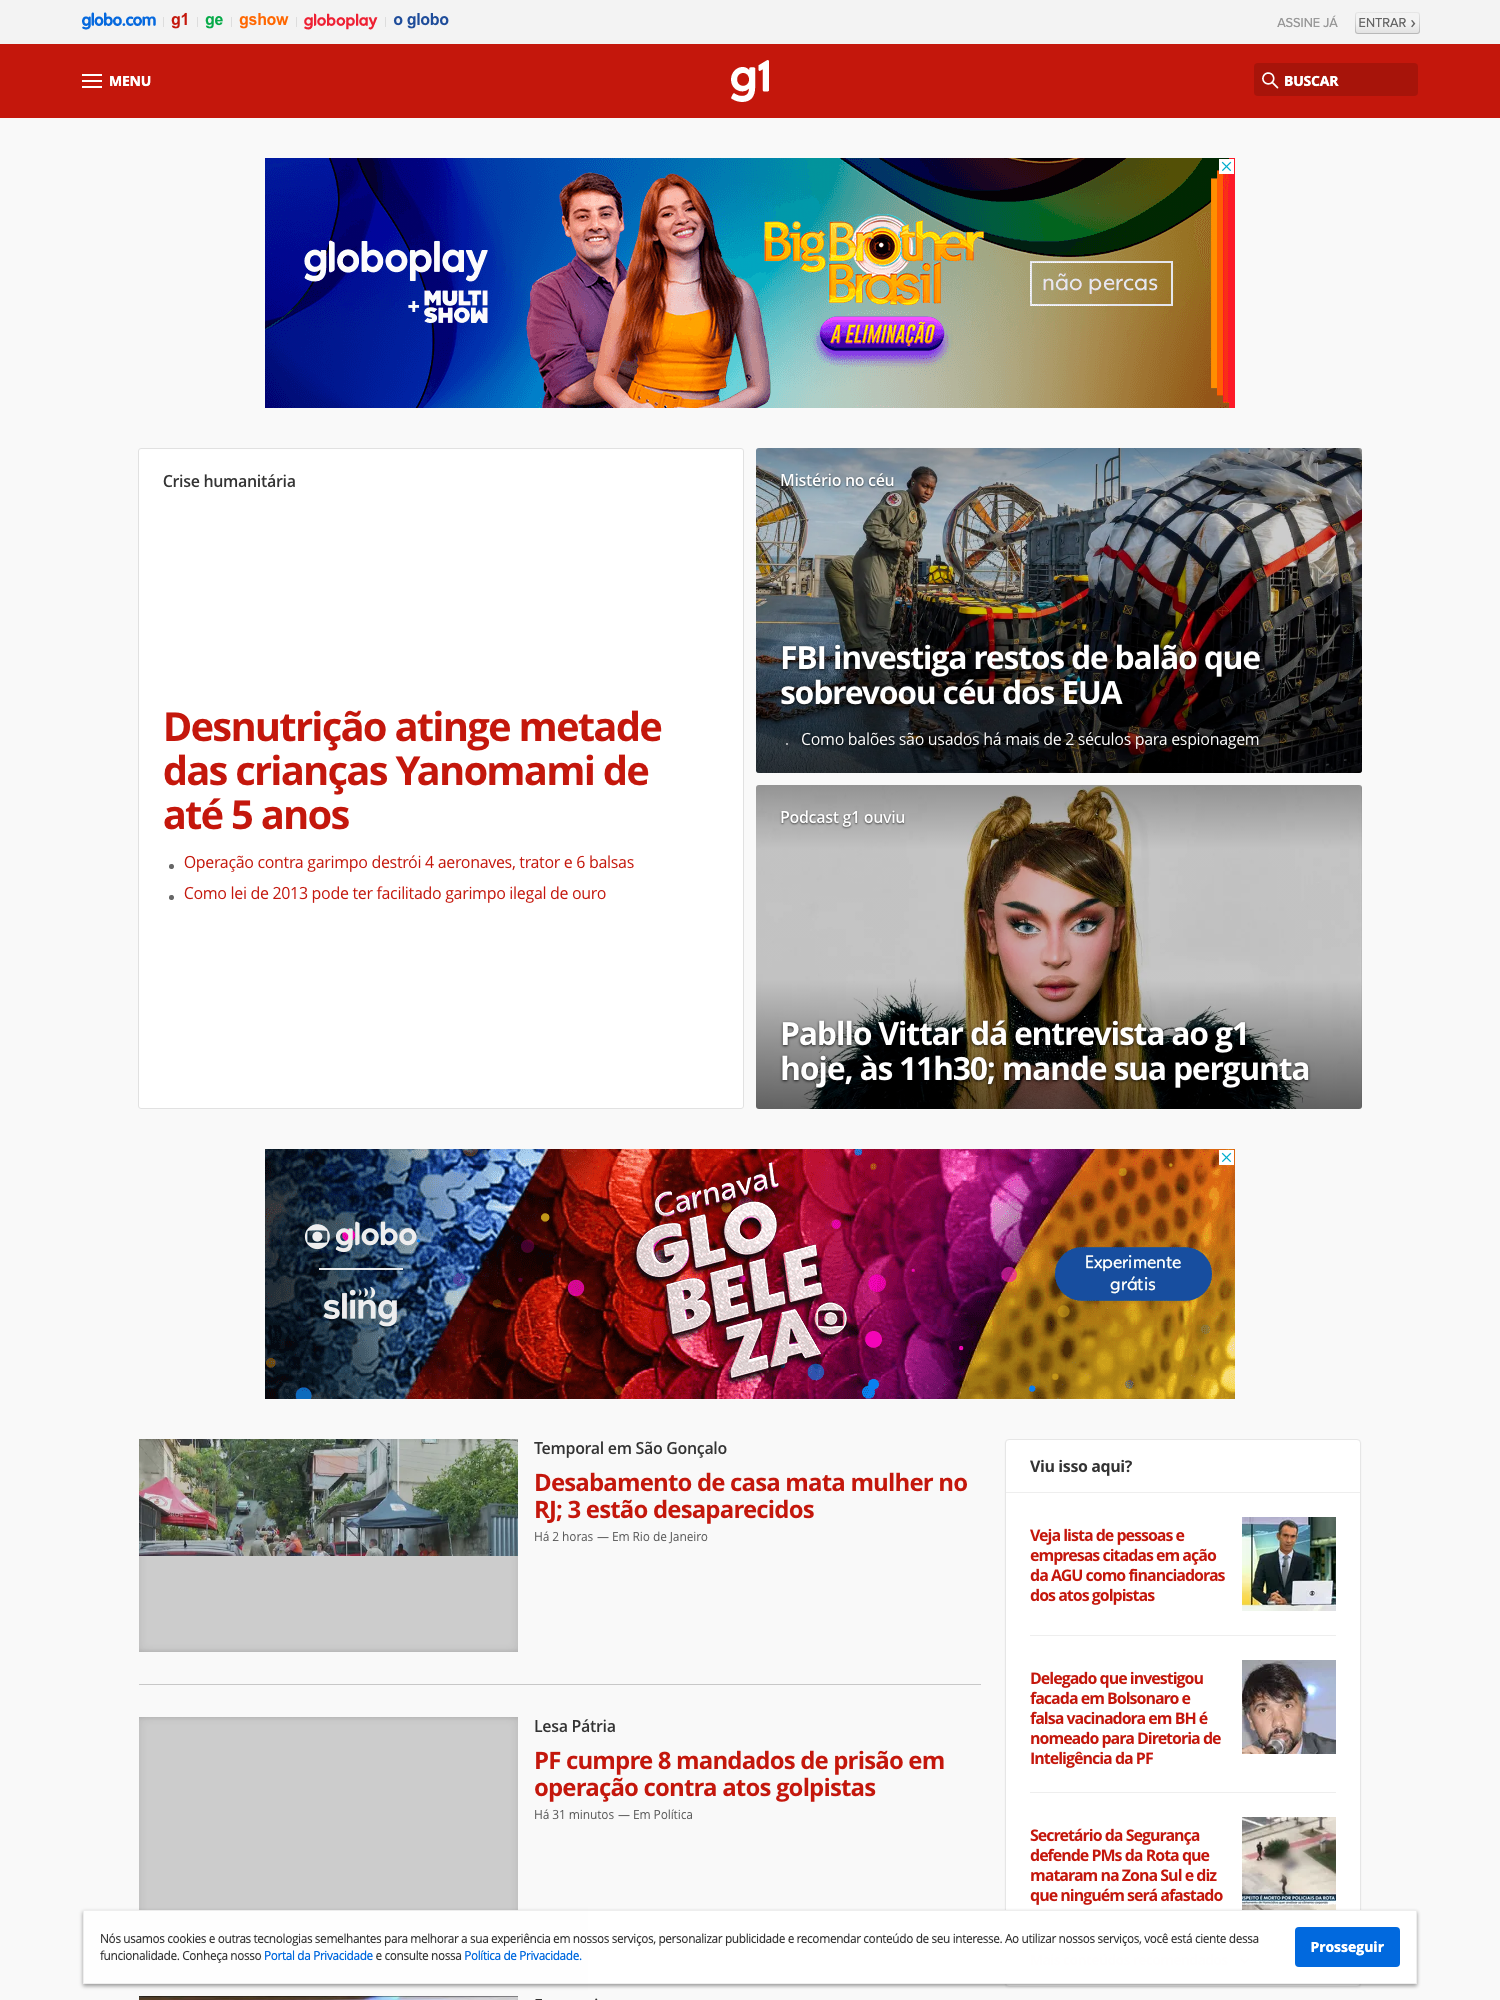 globo.com g1 ge gshow globoplay o globo
ASSINE JÁ ENTRAR ›
MENU
g1
BUSCAR
globoplay
+ MULTI
SHOW
Big Brother
Brasil
A ELIMINAÇÃO
não percas
Crise humanitária
Desnutrição atinge metade
das crianças Yanomami de
até 5 anos
Operação contra garimpo destrói 4 aeronaves, trator e 6 balsas
Como lei de 2013 pode ter facilitado garimpo ilegal de ouro
Mistério no céu
FBI investiga restos de balão que
sobrevoou céu dos EUA
Como balões são usados há mais de 2 séculos para espionagem
Podcast g1 ouviu
Pabllo Vittar dá entrevista ao g1
hoje, às 11h30; mande sua pergunta
globo
sling
Carnaval
GLO
BELE
ZA
Experimente
grátis
Temporal em São Gonçalo
Desabamento de casa mata mulher no
RJ; 3 estão desaparecidos
Há 2 horas — Em Rio de Janeiro
Lesa Pátria
PF cumpre 8 mandados de prisão em
operação contra atos golpistas
Há 31 minutos — Em Política
Viu isso aqui?
Veja lista de pessoas e
empresas citadas em ação
da AGU como financiadoras
dos atos golpistas
Delegado que investigou
facada em Bolsonaro e
falsa vacinadora em BH é
nomeado para Diretoria de
Inteligência da PF
Secretário da Segurança
defende PMs da Rota que
mataram na Zona Sul e diz
que ninguém será afastado
É MORTO POR POLICIAIS DA ROTA
Nós usamos cookies e outras tecnologias semelhantes para melhorar a sua experiência em nossos serviços, personalizar publicidade e recomendar conteúdo de seu interesse. Ao utilizar nossos serviços, você está ciente dessa
funcionalidade. Conheça nosso Portal da Privacidade e consulte nossa Política de Privacidade.
Prosseguir